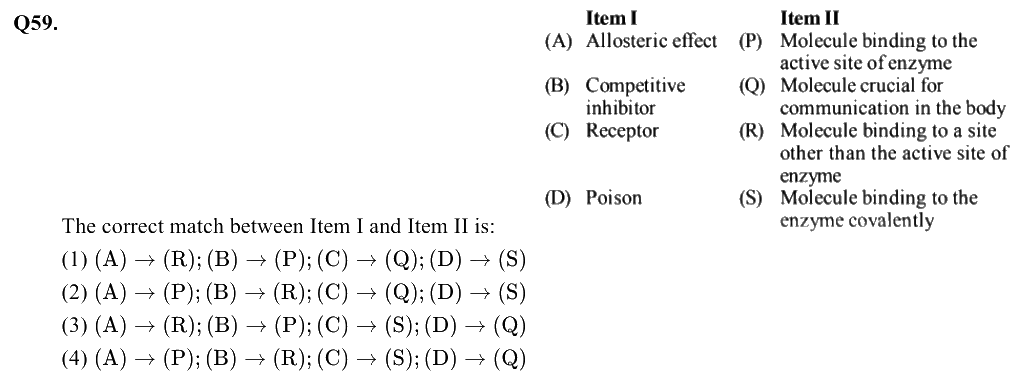 Q59.
Item I Item II
(A) Allosteric effect (P) Molecule binding to the
active site of enzyme
(B) Competitive (Q) Molecule crucial for
inhibitor communication in the body
(C) Receptor (R) Molecule binding to a site
other than the active site of
enzyme
(D) Poison (S) Molecule binding to the
enzyme covalently
The correct match between Item I and Item II is:
(1) (A) → (R); (B) → (P); (C) → (Q); (D) → (S)
(2) (A) → (P); (B) → (R); (C) → (Q); (D) → (S)
(3) (A) → (R); (B) → (P); (C) → (S); (D) → (Q)
(4) (A) → (P); (B) → (R); (C) → (S); (D) → (Q)